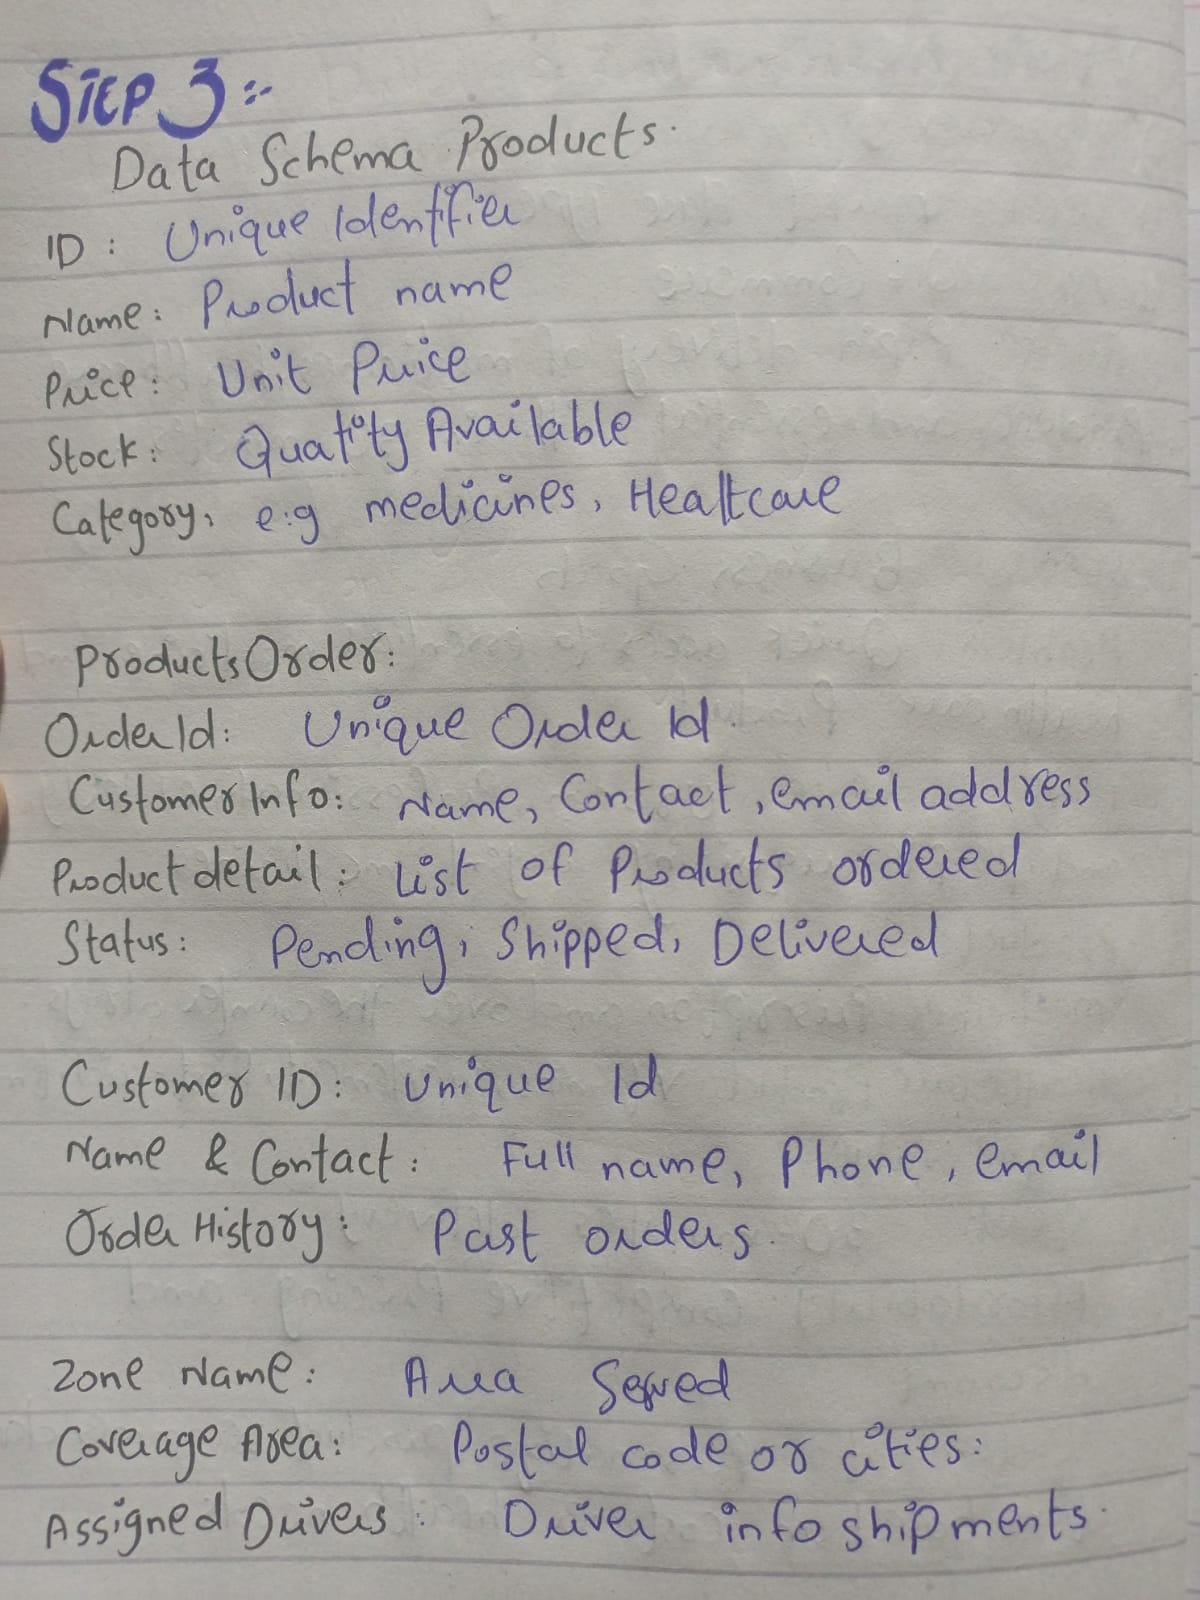 STEP 3:-
Data Schema Products.
ID: Unique Identifier
Name: Product name
Price: Unit Price
Stock: Quatity Available
Category, e.g medicines, Healtcare
ProductsOrder:
Order Id: Unique Order Id.
Customer Info: Name, Contact, email address
Product detail: List of Products ordered
Status: Pending, Shipped, Delivered
Customer ID: Unique Id
Name & Contact: Full name, Phone, email
Order History: Past orders.
Zone Name: Area Served
Coverage Area: Postal code or cities:
Assigned Drivers: Driver info shipments.